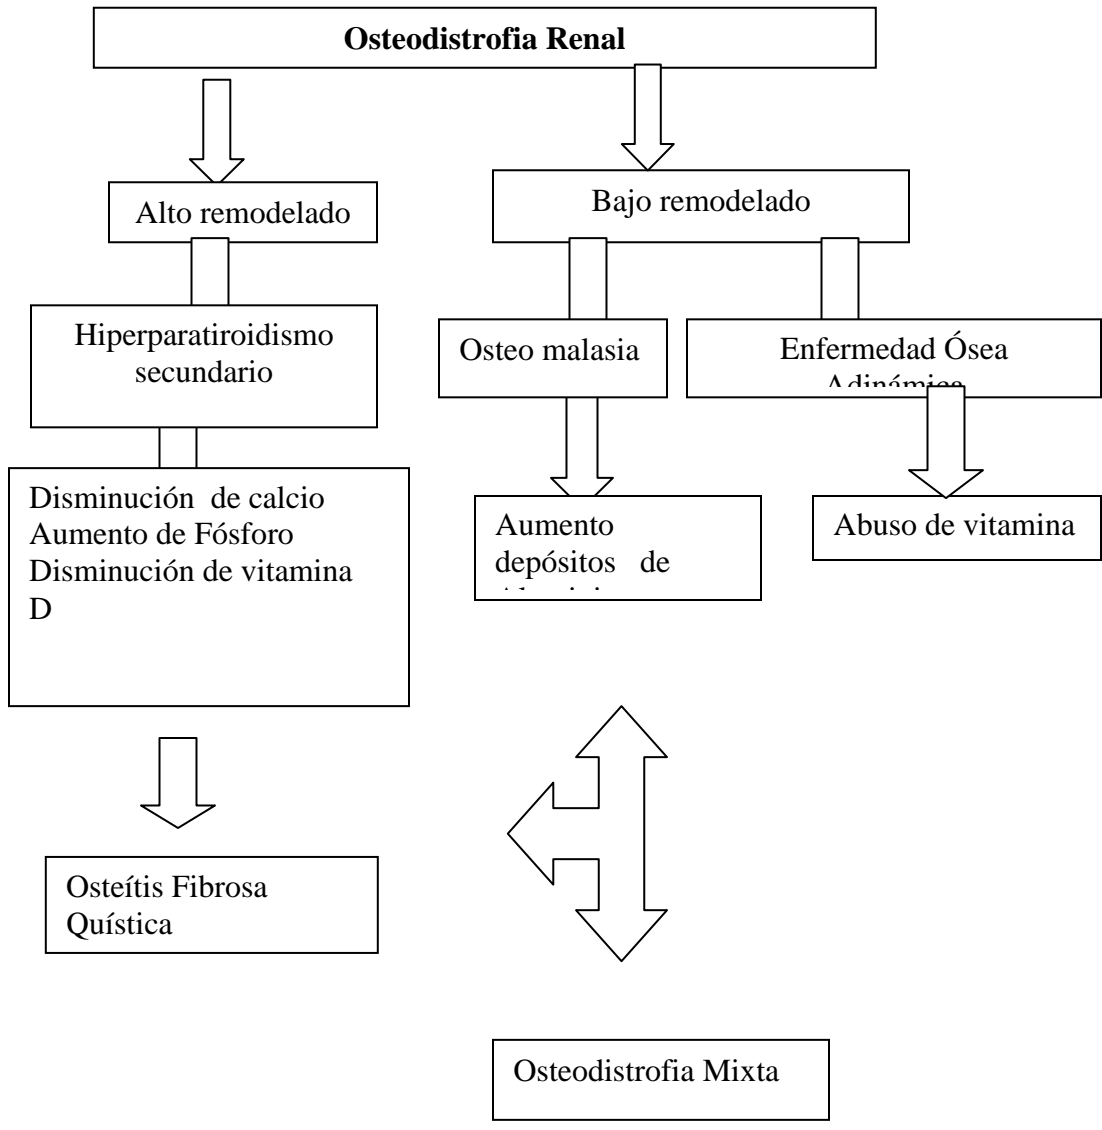 Osteodistrofia Renal
Alto remodelado
Bajo remodelado
Hiperparatiroidismo
secundario
Osteo malasia
Enfermedad Ósea
Adinámica
Disminución de calcio
Aumento de Fósforo
Disminución de vitamina
D
Aumento
depósitos de
Abuso de vitamina
Osteítis Fibrosa
Quística
Osteodistrofia Mixta